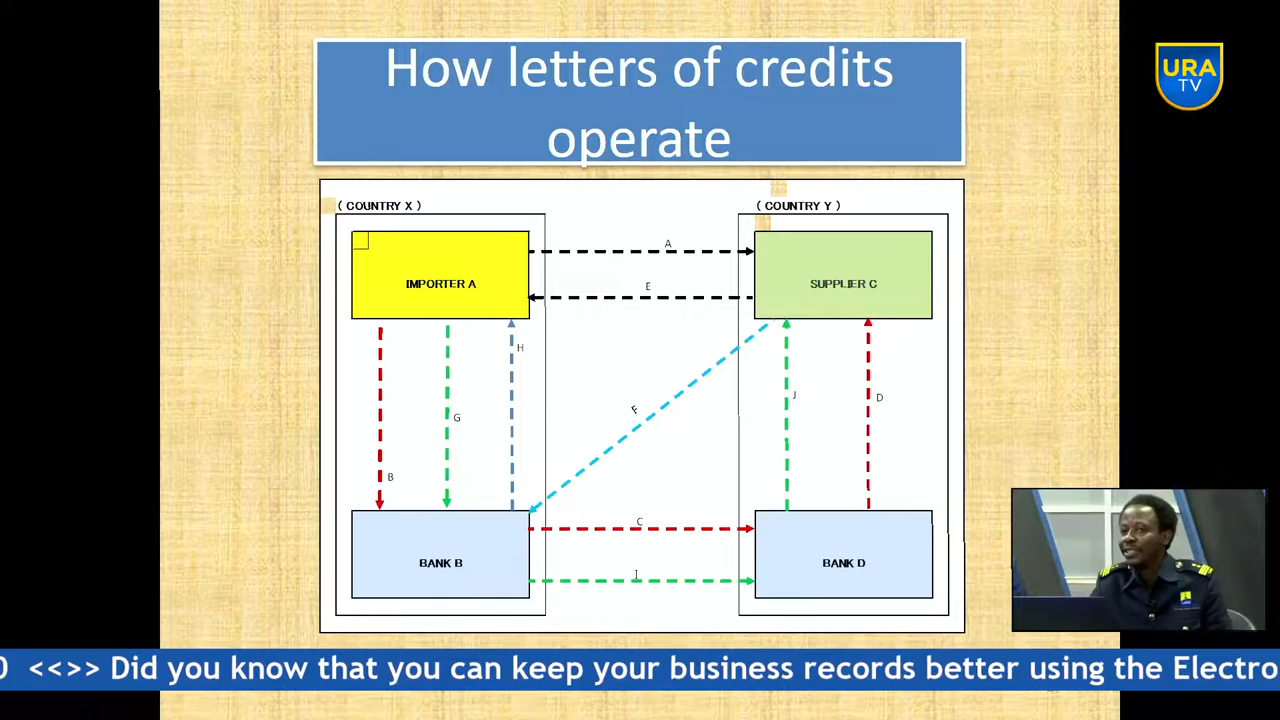 How letters of credits
operate
URA
TV
( COUNTRY X )
( COUNTRY Y )
A
IMPORTER A
E
SUPPLIER C
H
J
D
F
G
B
C
BANK B
I
BANK D
0 <<>> Did you know that you can keep your business records better using the Electro